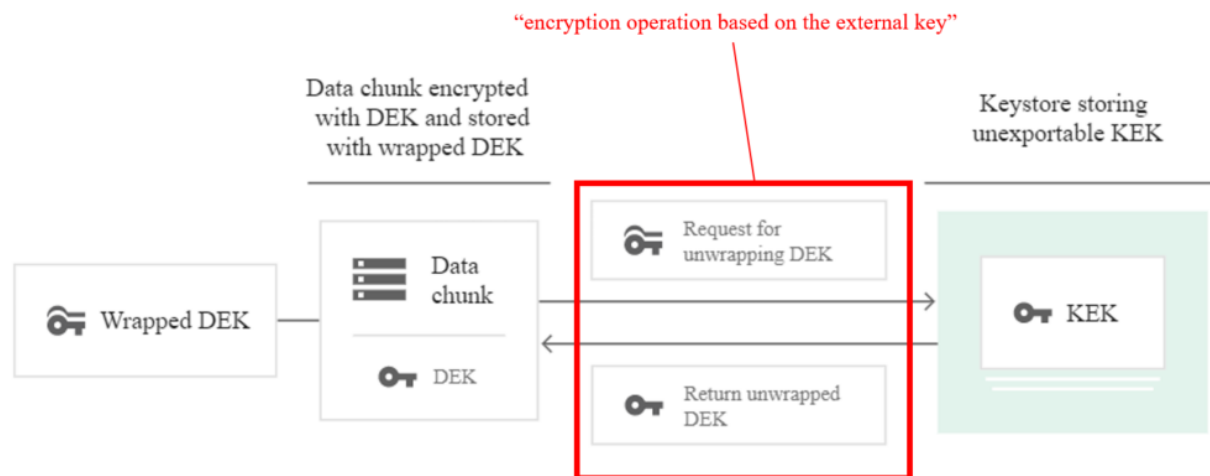 “encryption operation based on the external key”
Data chunk encrypted
with DEK and stored
with wrapped DEK
Keystore storing
unexportable KEK
Wrapped DEK
Data
chunk
DEK
Request for
unwrapping DEK
Return unwrapped
DEK
KEK